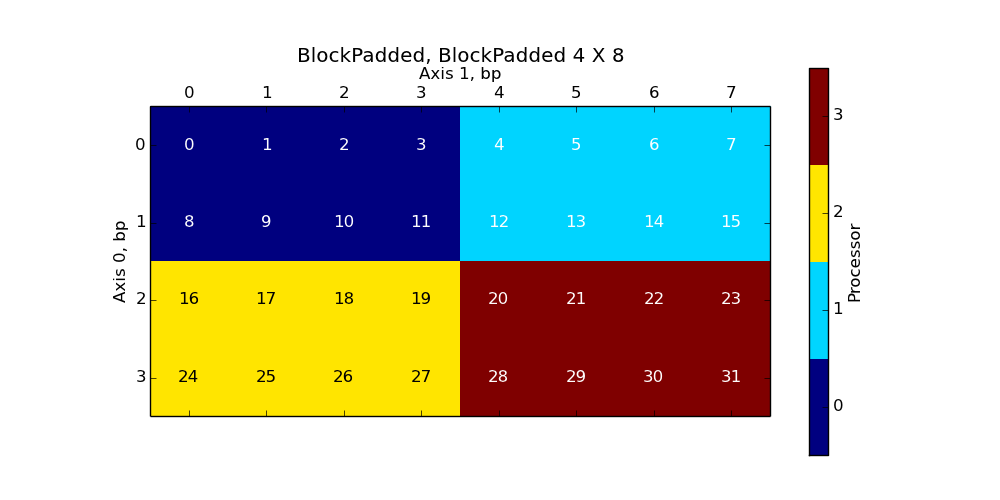 BlockPadded, BlockPadded 4 X 8
Axis 1, bp
0 1 2 3 4 5 6 7
0 0 1 2 3 4 5 6 7
1 8 9 10 11 12 13 14 15
2 16 17 18 19 20 21 22 23
3 24 25 26 27 28 29 30 31
Axis 0, bp
3
2
1
0
Processor